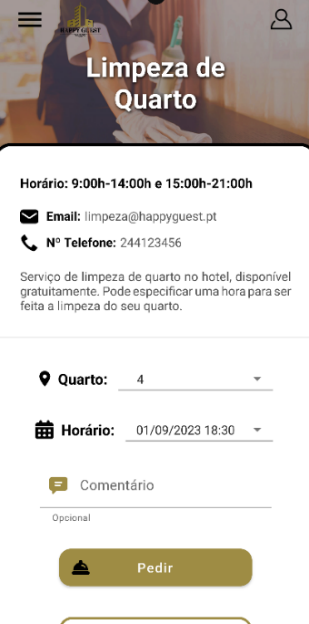 HAPPY GUEST
Limpeza de
Quarto
Horário: 9:00h-14:00h e 15:00h-21:00h
Email: limpeza@happyguest.pt
Nº Telefone: 244123456
Serviço de limpeza de quarto no hotel, disponível
gratuitamente. Pode especificar uma hora para ser
feita a limpeza do seu quarto.
Quarto: 4
Horário: 01/09/2023 18:30
Comentário
Opcional
Pedir